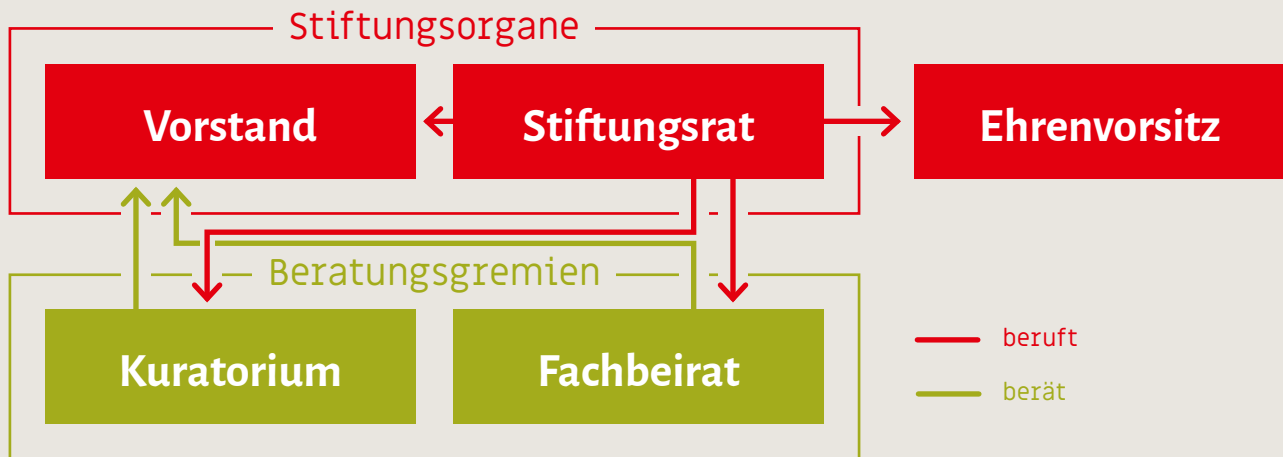 Stiftungsorgane
Vorstand
Stiftungsrat
Ehrenvorsitz
Beratungsgremien
Kuratorium
Fachbeirat
beruft
berät